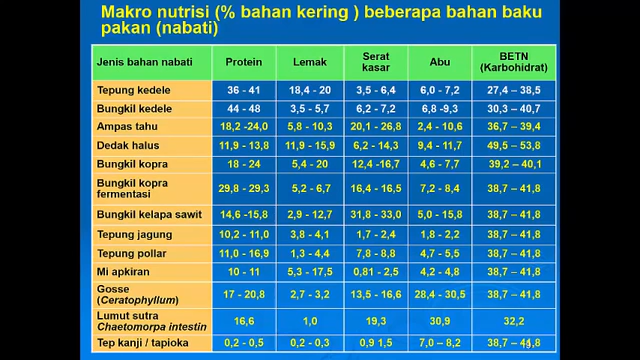 Makro nutrisi (% bahan kering ) beberapa bahan baku
pakan (nabati)
Jenis bahan nabati Protein Lemak Serat kasar Abu BETN (Karbohidrat)
Tepung kedele 36 - 41 18,4 - 20 3,5 - 6,4 6,0 - 7,2 27,4 – 38,5
Bungkil kedele 44 - 48 3,5 - 5,7 6,2 - 7,2 6,8 -9,3 30,3 – 40,7
Ampas tahu 18,2 -24,0 5,8 - 10,3 20,1 - 26,8 2,4 - 10,6 36,7 – 39,4
Dedak halus 11,9 - 13,8 11,9 - 15,9 6,2 - 14,3 9,4 - 11,7 49,5 – 53,8
Bungkil kopra 18 - 24 5,4 - 20 12,4 -16,7 4,6 - 7,7 39,2 – 40,1
Bungkil kopra fermentasi 29,8 - 29,3 5,2 - 6,7 16,4 - 16,5 7,2 - 8,4 38,7 – 41,8
Bungkil kelapa sawit 14,6 -15,8 2,9 - 12,7 31,8 - 33,0 5,0 - 15,8 38,7 – 41,8
Tepung jagung 10,2 - 11,0 3,8 - 4,1 1,7 - 2,4 1,8 - 2,2 38,7 – 41,8
Tepung pollar 11,0 - 16,9 1,3 - 4,4 7,8 - 8,8 4,7 - 5,5 38,7 – 41,8
Mi apkiran 10 - 11 5,3 - 17,5 0,81 - 2,5 4,2 - 4,8 38,7 – 41,8
Gosse (Ceratophyllum) 17 - 20,8 2,7 - 3,2 13,5 - 16,6 28,4 - 30,5 38,7 – 41,8
Lumut sutra Chaetomorpa intestin 16,6 1,0 19,3 30,9 32,2
Tep kanji / tapioka 0,2 - 0,5 0,2 - 0,3 0,9 1,5 7,0 – 8,2 38,7 – 41,8